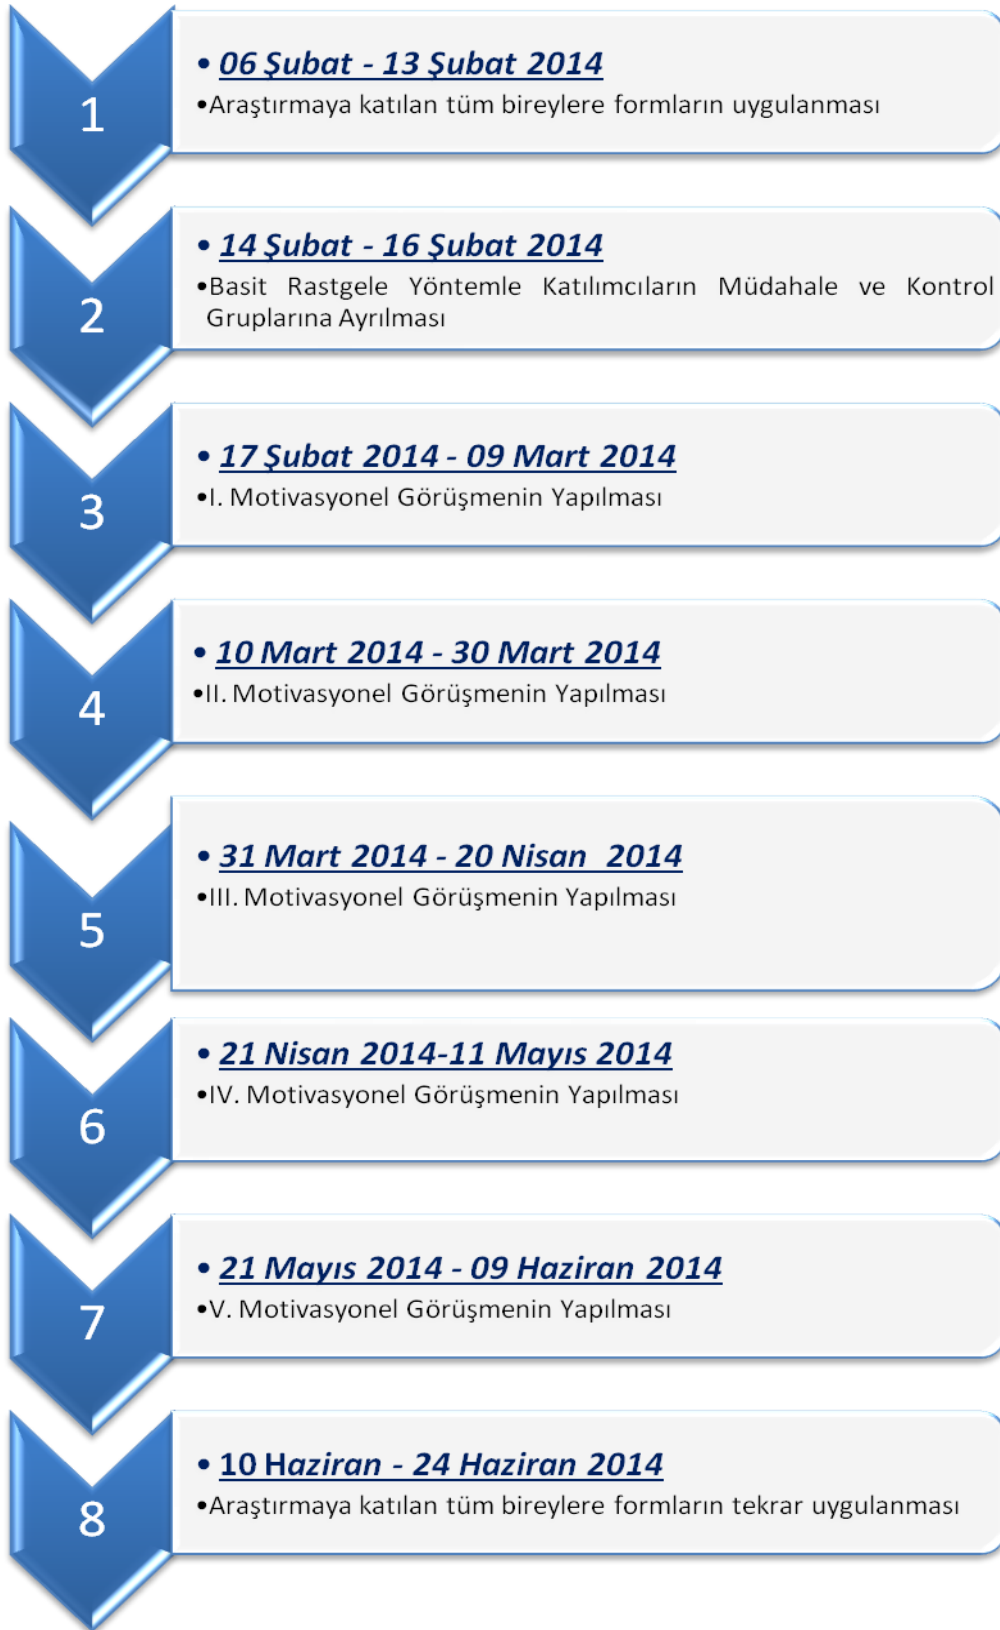 1
• 06 Şubat - 13 Şubat 2014
•Araştırmaya katılan tüm bireylere formların uygulanması
2
• 14 Şubat - 16 Şubat 2014
•Basit Rastgele Yöntemle Katılımcıların Müdahale ve Kontrol
Gruplarına Ayrılması
3
• 17 Şubat 2014 - 09 Mart 2014
•I. Motivasyonel Görüşmenin Yapılması
4
• 10 Mart 2014 - 30 Mart 2014
•II. Motivasyonel Görüşmenin Yapılması
5
• 31 Mart 2014 - 20 Nisan 2014
•III. Motivasyonel Görüşmenin Yapılması
6
• 21 Nisan 2014-11 Mayıs 2014
•IV. Motivasyonel Görüşmenin Yapılması
7
• 21 Mayıs 2014 - 09 Haziran 2014
•V. Motivasyonel Görüşmenin Yapılması
8
• 10 Haziran - 24 Haziran 2014
•Araştırmaya katılan tüm bireylere formların tekrar uygulanması